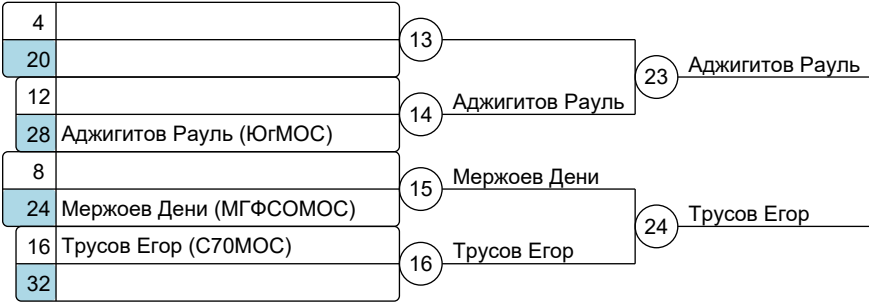 4
13
20
23 Аджигитов Рауль
12
14 Аджигитов Рауль
28 Аджигитов Рауль (ЮгМОС)
8
15 Мержоев Дени
24 Мержоев Дени (МГФСОМОС)
24 Трусов Егор
16 Трусов Егор (С70МОС)
16 Трусов Егор
32